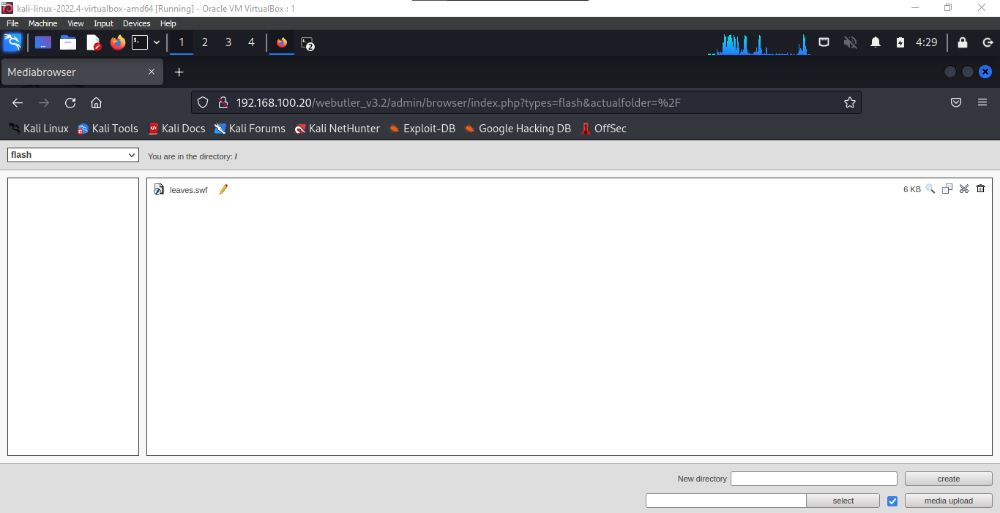 kali-linux-2022.4-virtualbox-amd64 [Running] - Oracle VM VirtualBox : 1
File Machine View Input Devices Help
1 2 3 4 2 4:29
Mediabrowser
192.168.100.20/webutler_v3.2/admin/browser/index.php?types=flash&actualfolder=%2F
Kali Linux Kali Tools Kali Docs Kali Forums Kali NetHunter Exploit-DB Google Hacking DB OffSec
flash You are in the directory: /
leaves.swf 6 KB
New directory create
select media upload